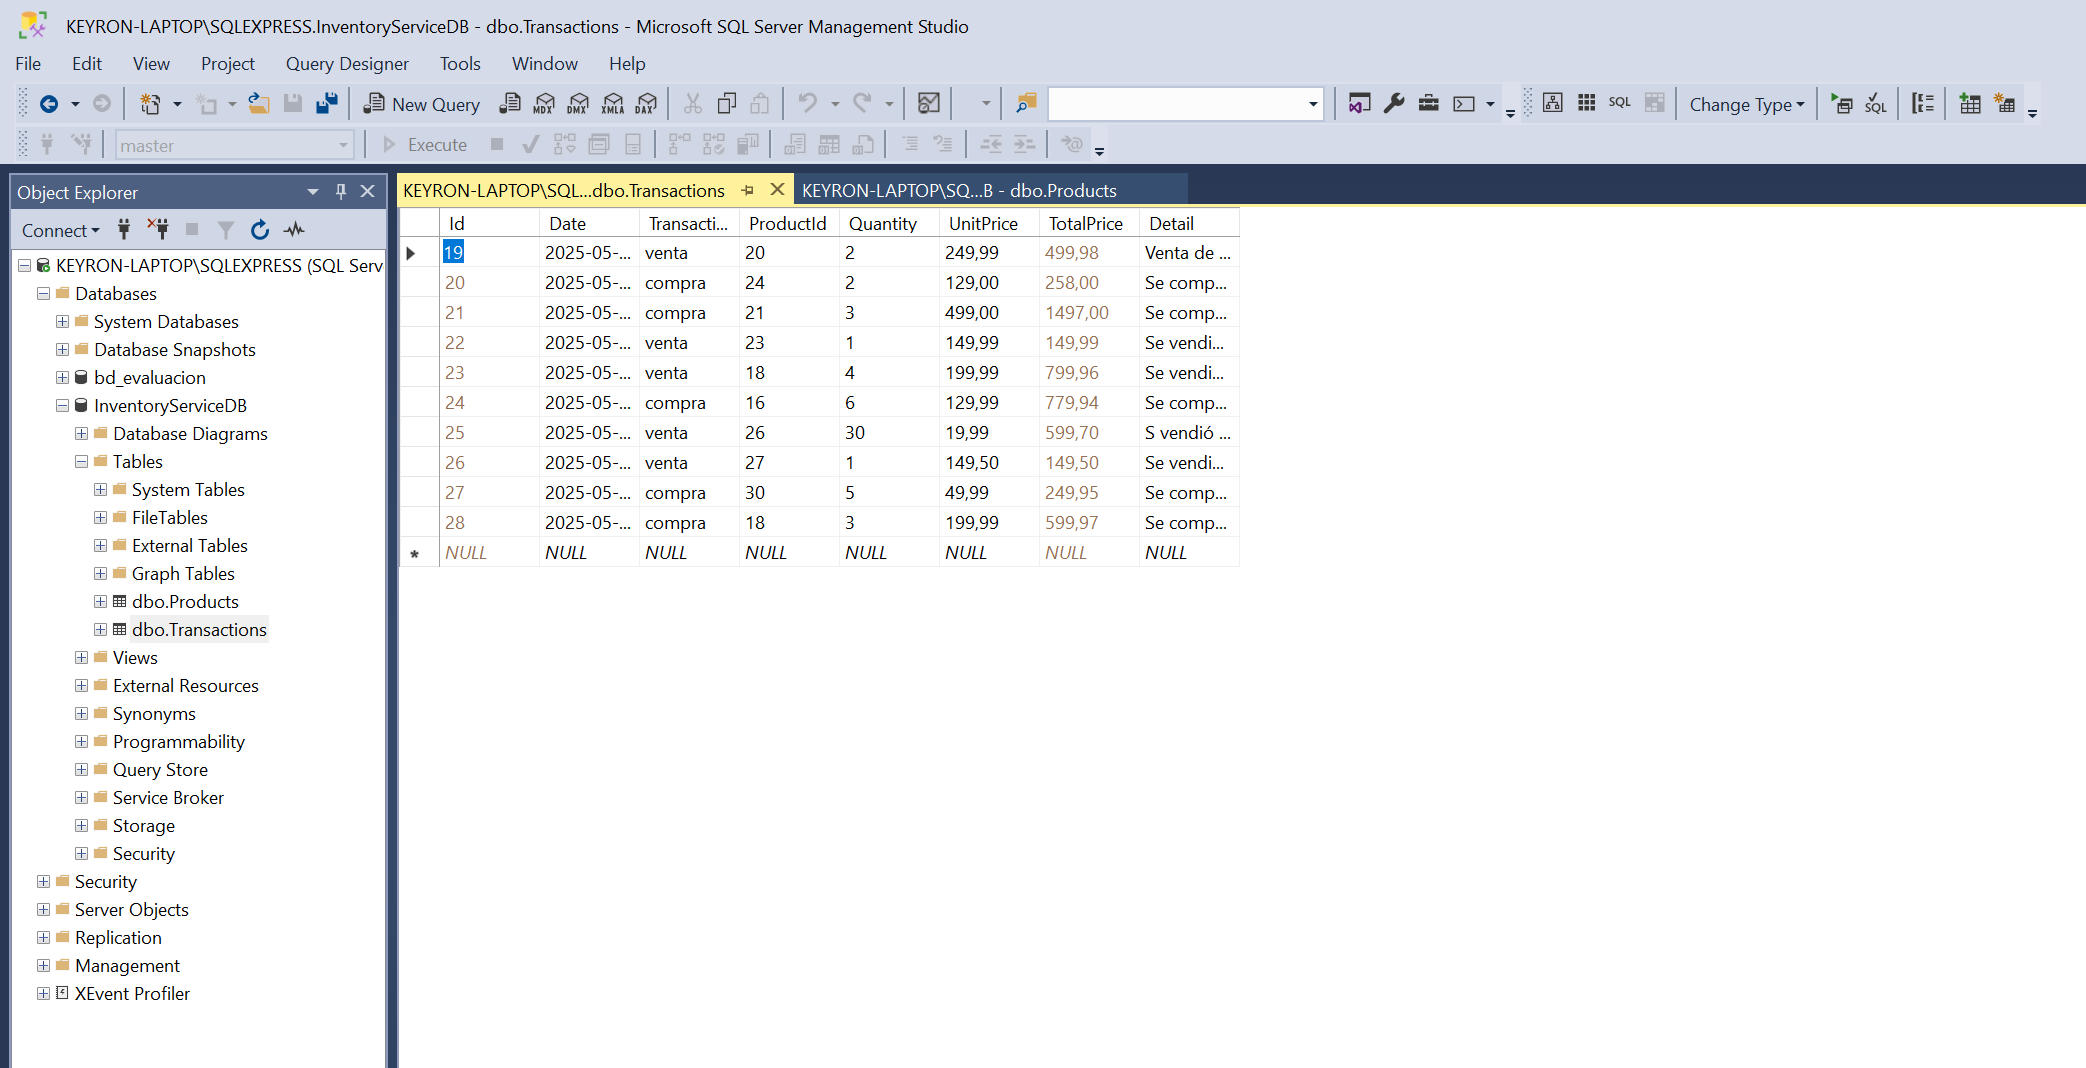 KEYRON-LAPTOP\SQLEXPRESS.InventoryServiceDB - dbo.Transactions - Microsoft SQL Server Management Studio
File Edit View Project Query Designer Tools Window Help
New Query MDX DMX XMLA DAX SQL Change Type SQL
master Execute
Object Explorer
Connect
KEYRON-LAPTOP\SQLEXPRESS (SQL Serv
Databases
System Databases
Database Snapshots
bd_evaluacion
InventoryServiceDB
Database Diagrams
Tables
System Tables
FileTables
External Tables
Graph Tables
dbo.Products
dbo.Transactions
Views
External Resources
Synonyms
Programmability
Query Store
Service Broker
Storage
Security
Security
Server Objects
Replication
Management
XEvent Profiler
KEYRON-LAPTOP\SQL...dbo.Transactions KEYRON-LAPTOP\SQ...B - dbo.Products
Id Date Transacti... ProductId Quantity UnitPrice TotalPrice Detail
19 2025-05-... venta 20 2 249,99 499,98 Venta de ...
20 2025-05-... compra 24 2 129,00 258,00 Se comp...
21 2025-05-... compra 21 3 499,00 1497,00 Se comp...
22 2025-05-... venta 23 1 149,99 149,99 Se vendi...
23 2025-05-... venta 18 4 199,99 799,96 Se vendi...
24 2025-05-... compra 16 6 129,99 779,94 Se comp...
25 2025-05-... venta 26 30 19,99 599,70 S vendió ...
26 2025-05-... venta 27 1 149,50 149,50 Se vendi...
27 2025-05-... compra 30 5 49,99 249,95 Se comp...
28 2025-05-... compra 18 3 199,99 599,97 Se comp...
NULL NULL NULL NULL NULL NULL NULL NULL